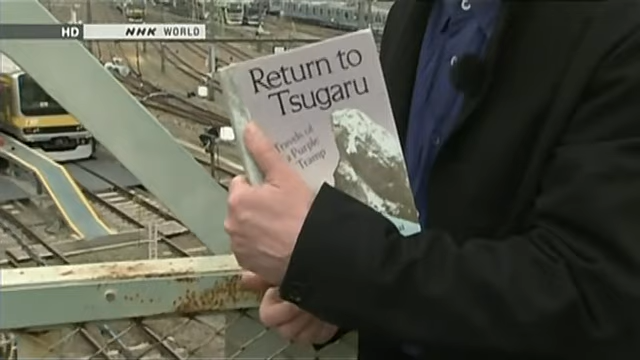 HD NHK WORLD
Return to
Tsugaru
Travels of
a Purple
Tramp